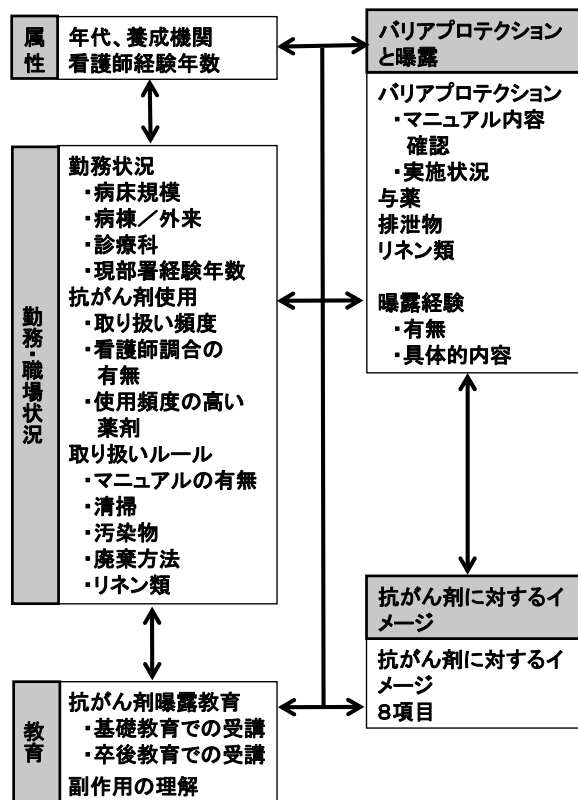 属性
年代、養成機関
看護師経験年数
勤務・職場状況
勤務状況
・病床規模
・病棟／外来
・診療科
・現部署経験年数
抗がん剤使用
・取り扱い頻度
・看護師調合の
有無
・使用頻度の高い
薬剤
取り扱いルール
・マニュアルの有無
・清掃
・汚染物
・廃棄方法
・リネン類
教育
抗がん剤曝露教育
・基礎教育での受講
・卒後教育での受講
副作用の理解
バリアプロテクション
と曝露
バリアプロテクション
・マニュアル内容
確認
・実施状況
与薬
排泄物
リネン類
曝露経験
・有無
・具体的内容
抗がん剤に対するイ
メージ
抗がん剤に対するイ
メージ
８項目